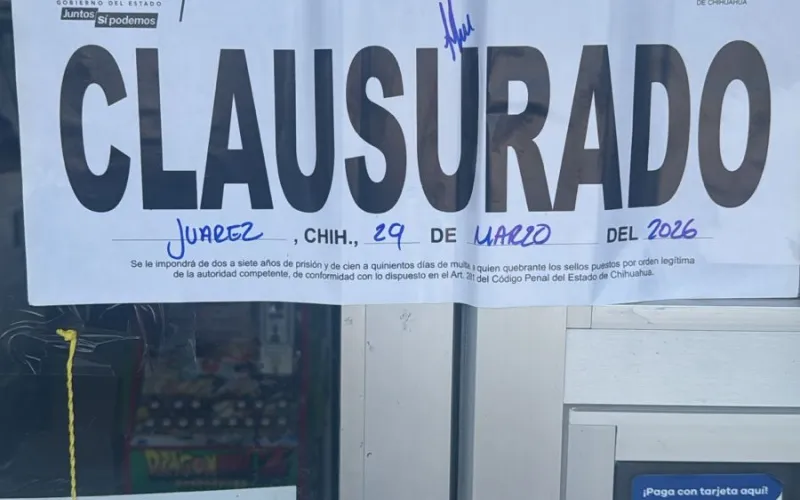 GOBIERNO DEL ESTADO
Juntos Sí podemos
DE CHIHUAHUA
CLAUSURADO
JUAREZ, CHIH., 29 DE MARZO DEL 2026
Se le impondrá de dos a siete años de prisión y de cien a quinientos días de multa a quien quebrante los sellos puestos por orden legítima
de la autoridad competente, de conformidad con lo dispuesto en el Art. del Código Penal del Estado de Chihuahua.
DRAGON
¡Paga con tarjeta aquí!